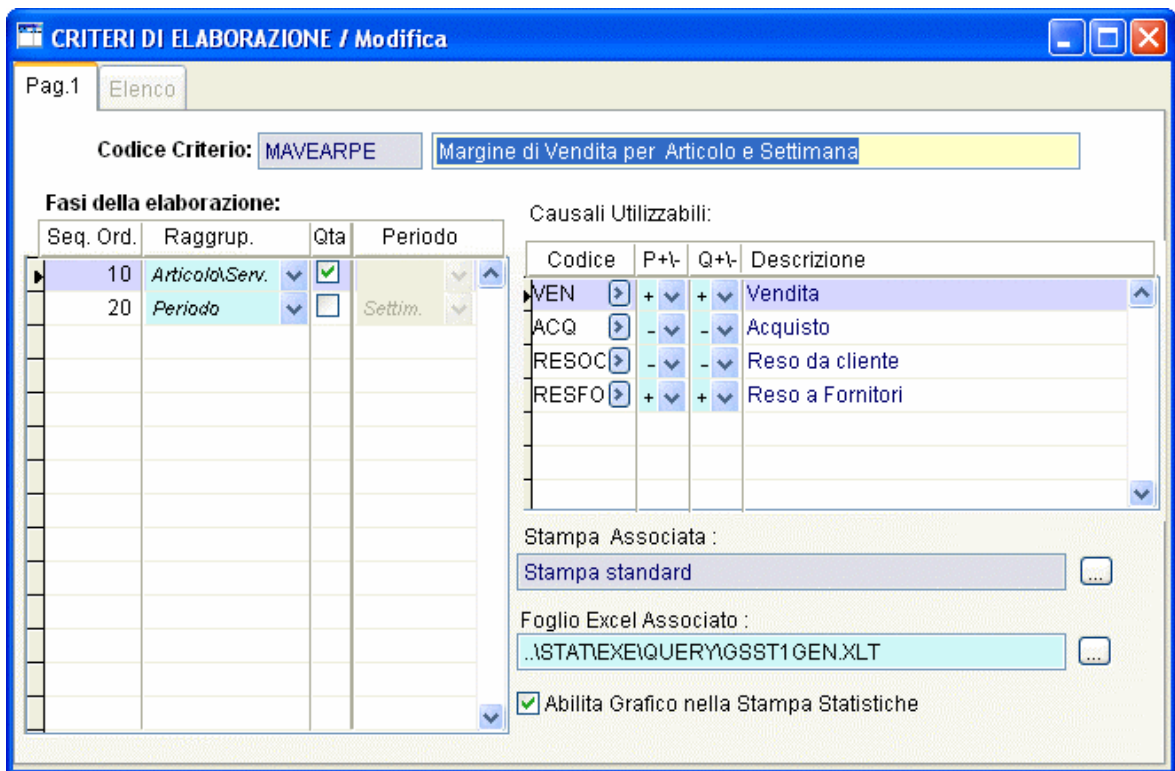 CRITERI DI ELABORAZIONE / Modifica
Pag.1 Elenco
Codice Criterio: MAVEARPE Margine di Vendita per Articolo e Settimana
Fasi della elaborazione:
Seq. Ord. Raggrup. Qta Periodo
10 Articolo\Serv.
20 Periodo Settim.
Causali Utilizzabili:
Codice P+\- Q+\- Descrizione
VEN + + Vendita
ACQ - - Acquisto
RESOC - - Reso da cliente
RESFO + + Reso a Fornitori
Stampa Associata :
Stampa standard ...
Foglio Excel Associato :
..\STAT\EXE\QUERY\GSST1GEN.XLT ...
Abilita Grafico nella Stampa Statistiche